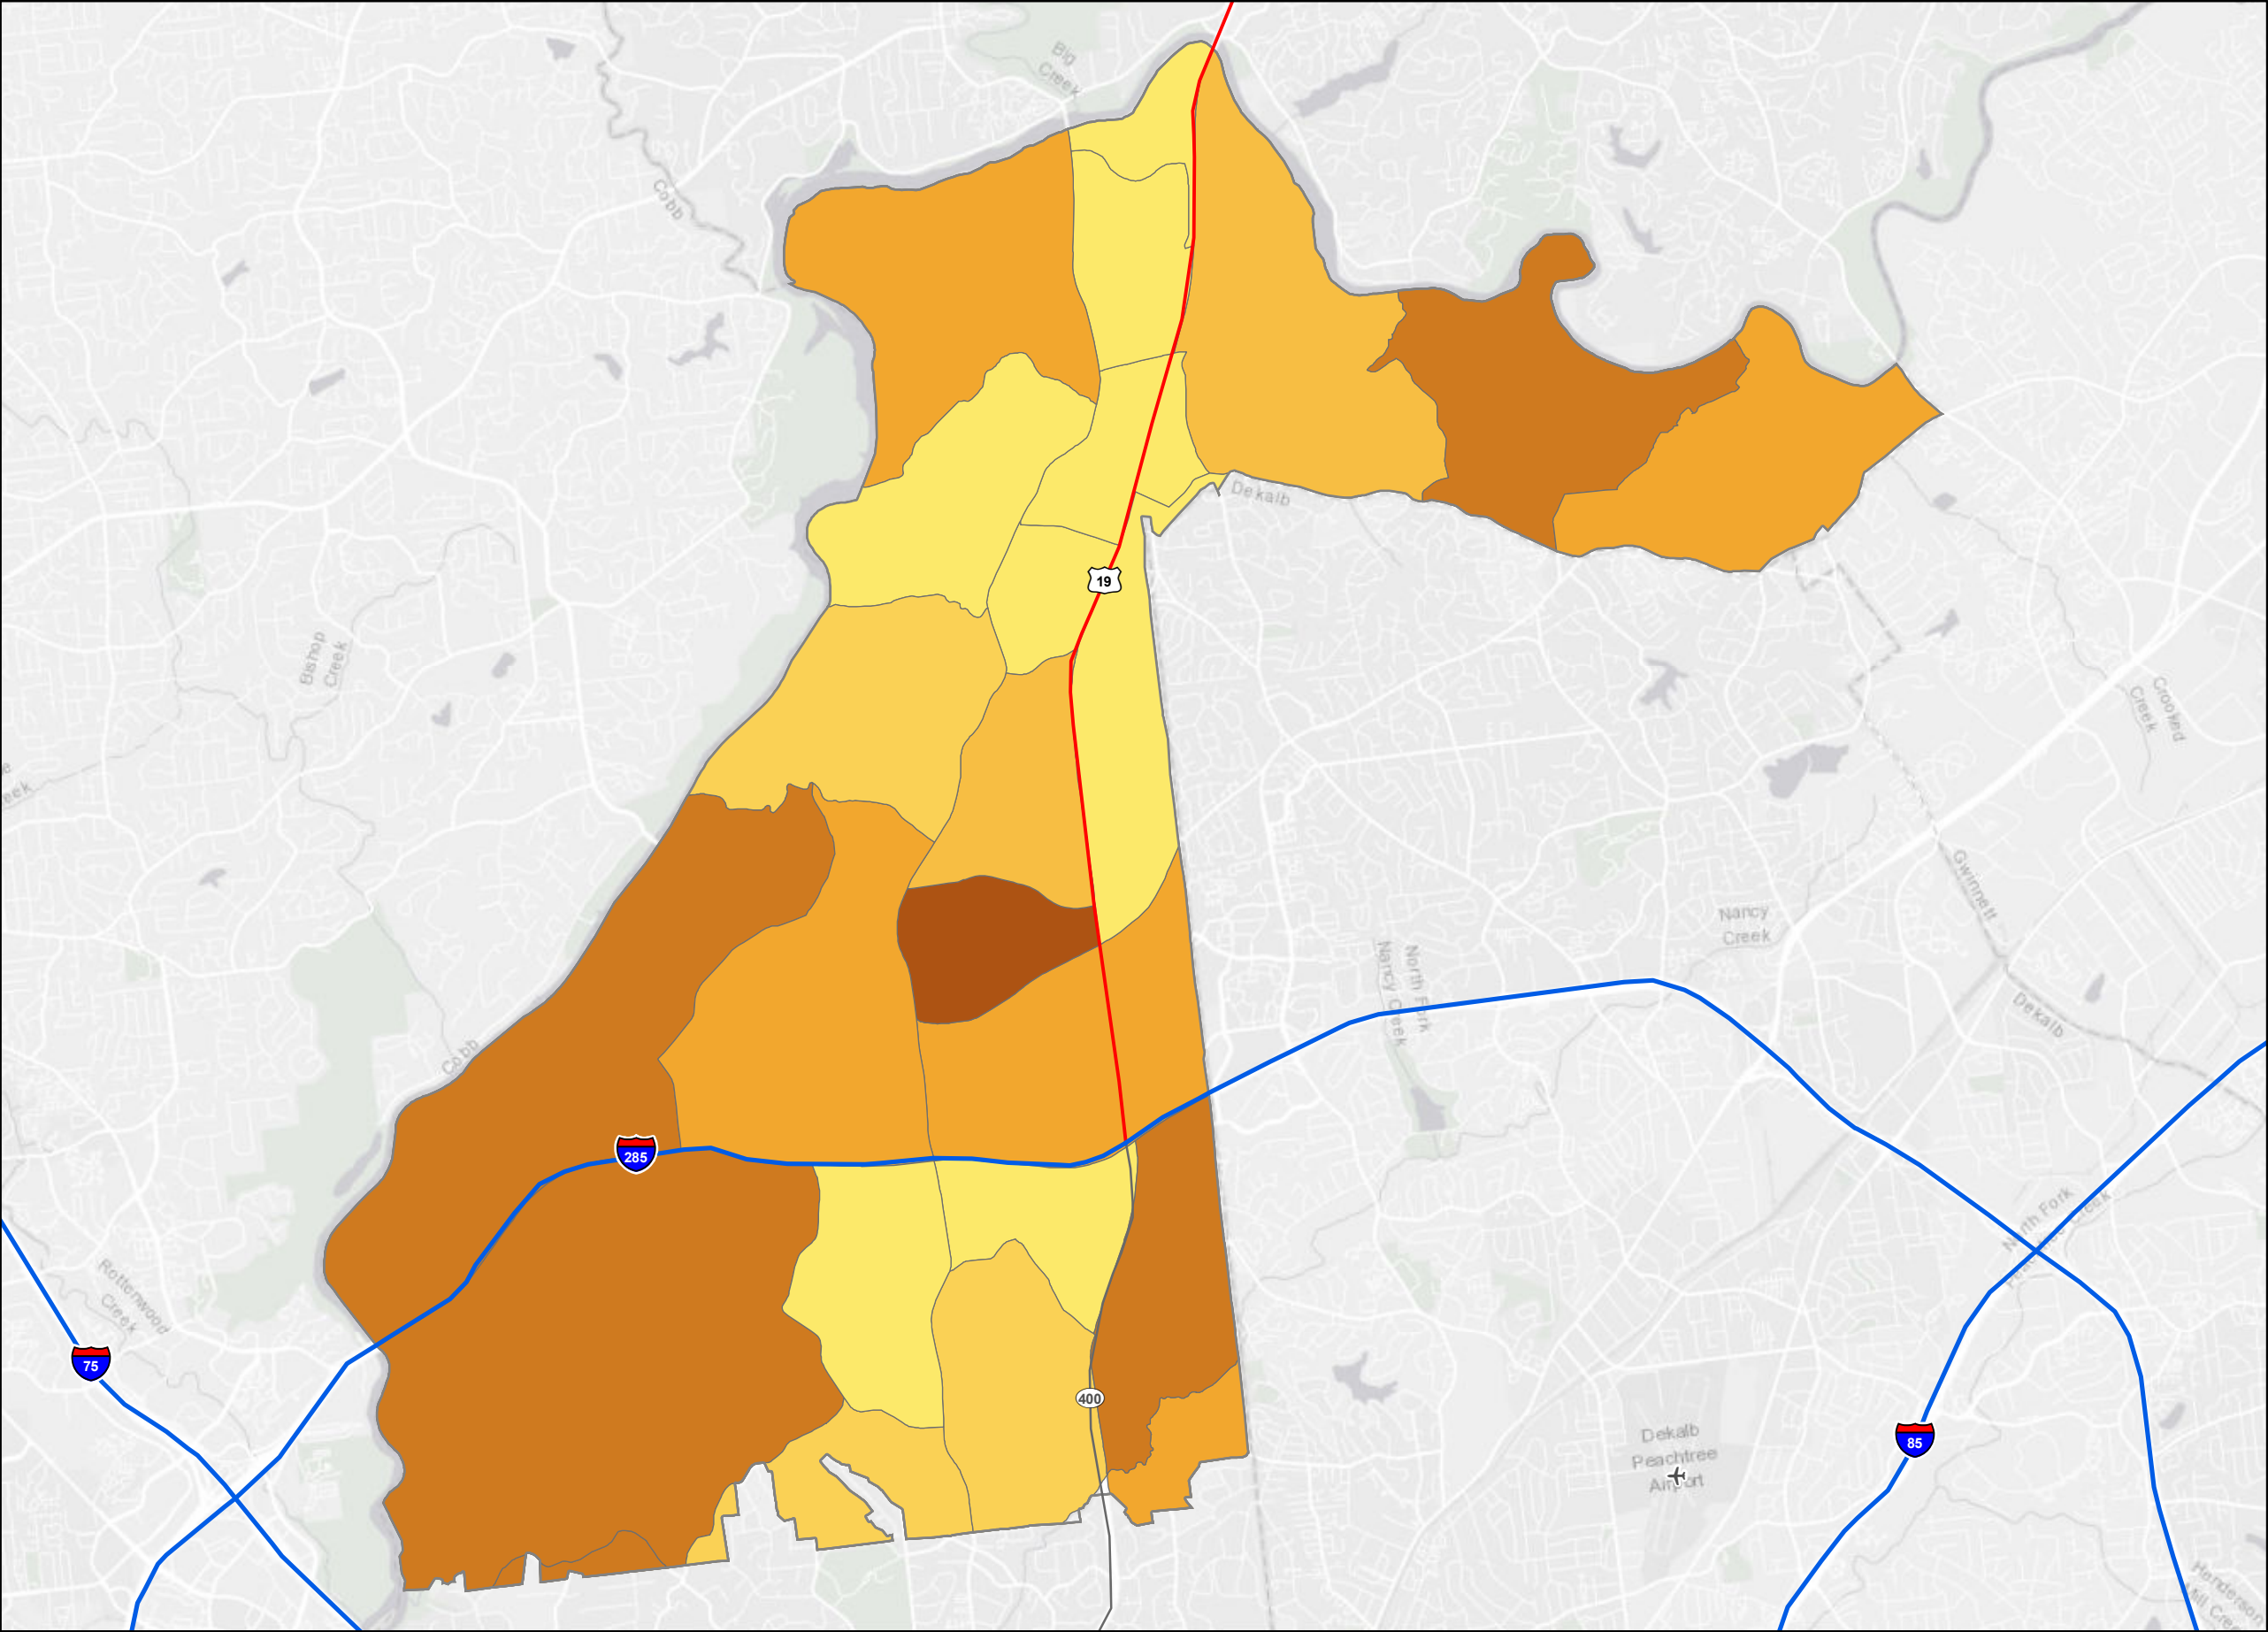 Big
Creek
Cobb
Dekalb
19
Bishop
Creek
Crooked
Creek
Gwinnett
Nancy
Creek
North Fork
Nancy Creek
Dekalb
Cobb
285
North Fork
Creek
Rottenwood
Creek
75
400
Dekalb
Peachtree
Airport
85
Henderson
Mill Cre